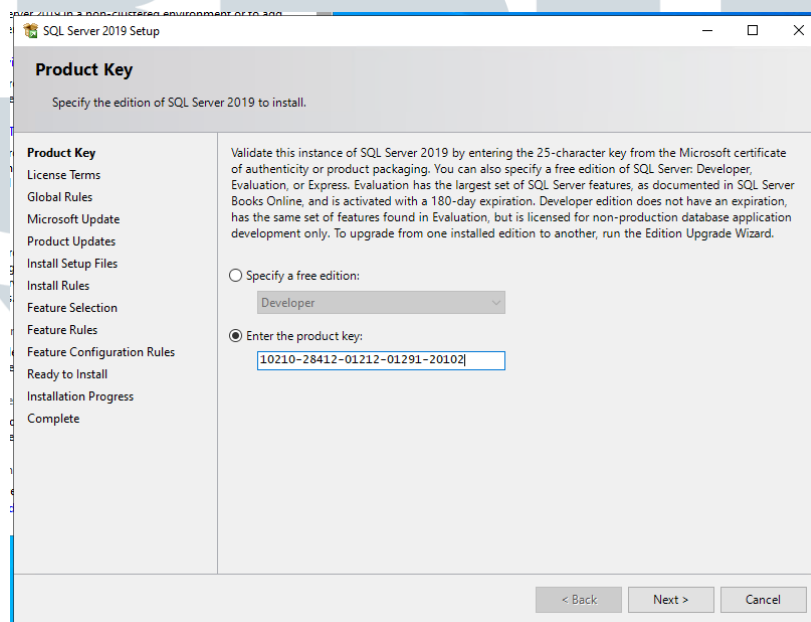 SQL Server 2019 Setup
Product Key
Specify the edition of SQL Server 2019 to install.
Product Key
License Terms
Global Rules
Microsoft Update
Product Updates
Install Setup Files
Install Rules
Feature Selection
Feature Rules
Feature Configuration Rules
Ready to Install
Installation Progress
Complete
Validate this instance of SQL Server 2019 by entering the 25-character key from the Microsoft certificate
of authenticity or product packaging. You can also specify a free edition of SQL Server: Developer,
Evaluation, or Express. Evaluation has the largest set of SQL Server features, as documented in SQL Server
Books Online, and is activated with a 180-day expiration. Developer edition does not have an expiration,
has the same set of features found in Evaluation, but is licensed for non-production database application
development only. To upgrade from one installed edition to another, run the Edition Upgrade Wizard.
Specify a free edition:
Developer
Enter the product key:
10210-28412-01212-01291-20102
< Back
Next >
Cancel